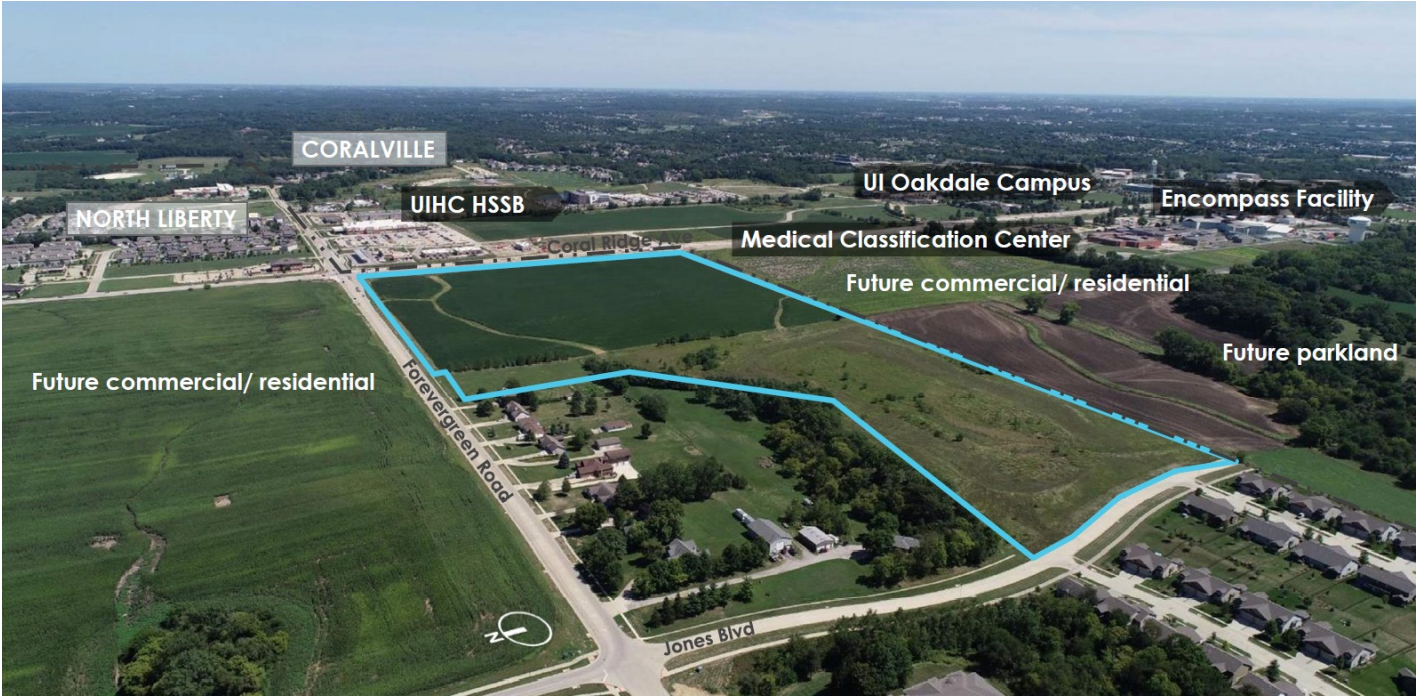 CORALVILLE
UI Oakdale Campus
Encompass Facility
UIHC HSSB
NORTH LIBERTY
Coral Ridge Ave
Medical Classification Center
Future commercial/ residential
Future parkland
Future commercial/ residential
Forevergreen Road
N
Jones Blvd